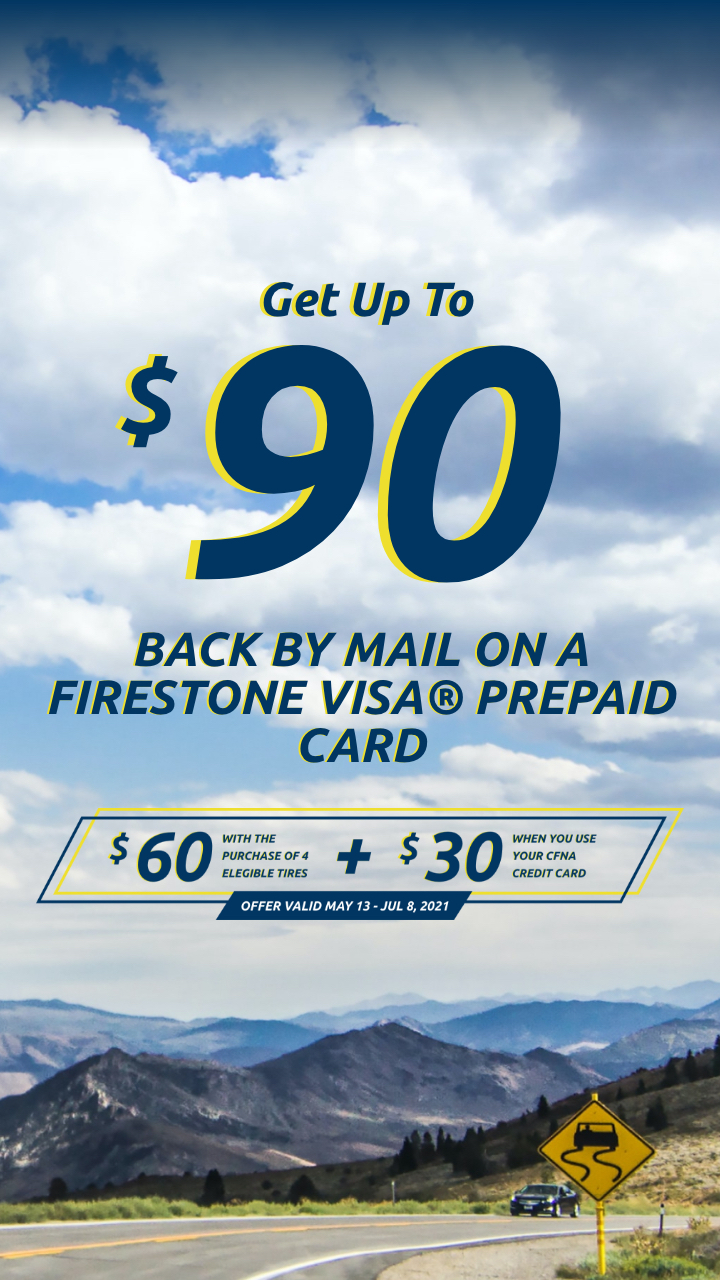 Get Up To
$90
BACK BY MAIL ON A
FIRESTONE VISA® PREPAID
CARD
$60 WITH THE
PURCHASE OF 4
ELEGIBLE TIRES
+
$30 WHEN YOU USE
YOUR CFNA
CREDIT CARD
OFFER VALID MAY 13 - JUL 8, 2021